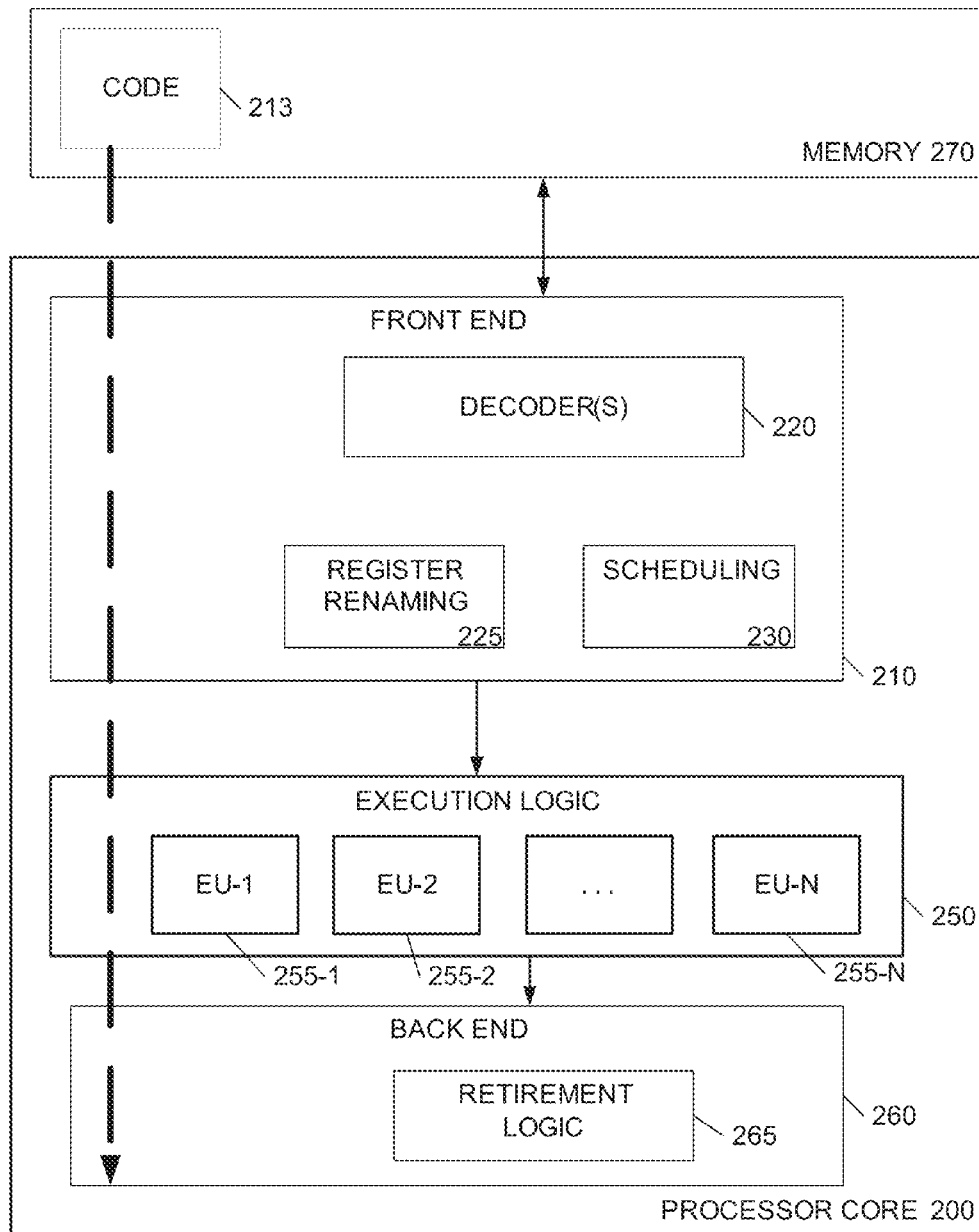 CODE
213
MEMORY 270
FRONT END
DECODER(S)
220
REGISTER
RENAMING
225
SCHEDULING
230
210
EXECUTION LOGIC
EU-1
EU-2
...
EU-N
250
255-1
255-2
255-N
BACK END
RETIREMENT
LOGIC
265
260
PROCESSOR CORE 200